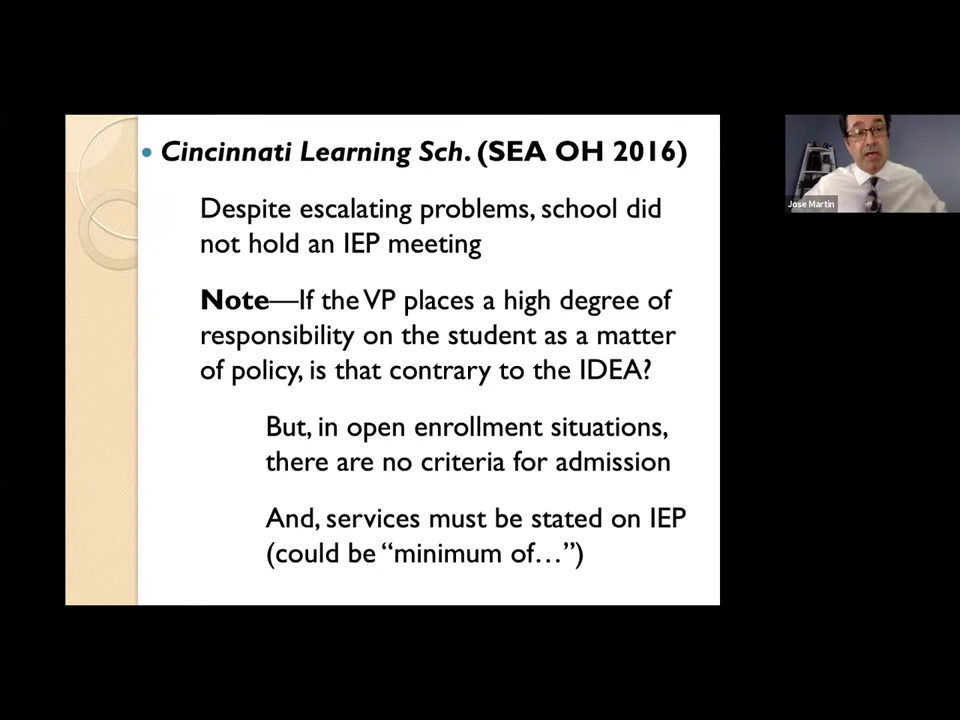 • Cincinnati Learning Sch. (SEA OH 2016)
Despite escalating problems, school did
not hold an IEP meeting
Note—If the VP places a high degree of
responsibility on the student as a matter
of policy, is that contrary to the IDEA?
But, in open enrollment situations,
there are no criteria for admission
And, services must be stated on IEP
(could be “minimum of…”)
Jose Martin